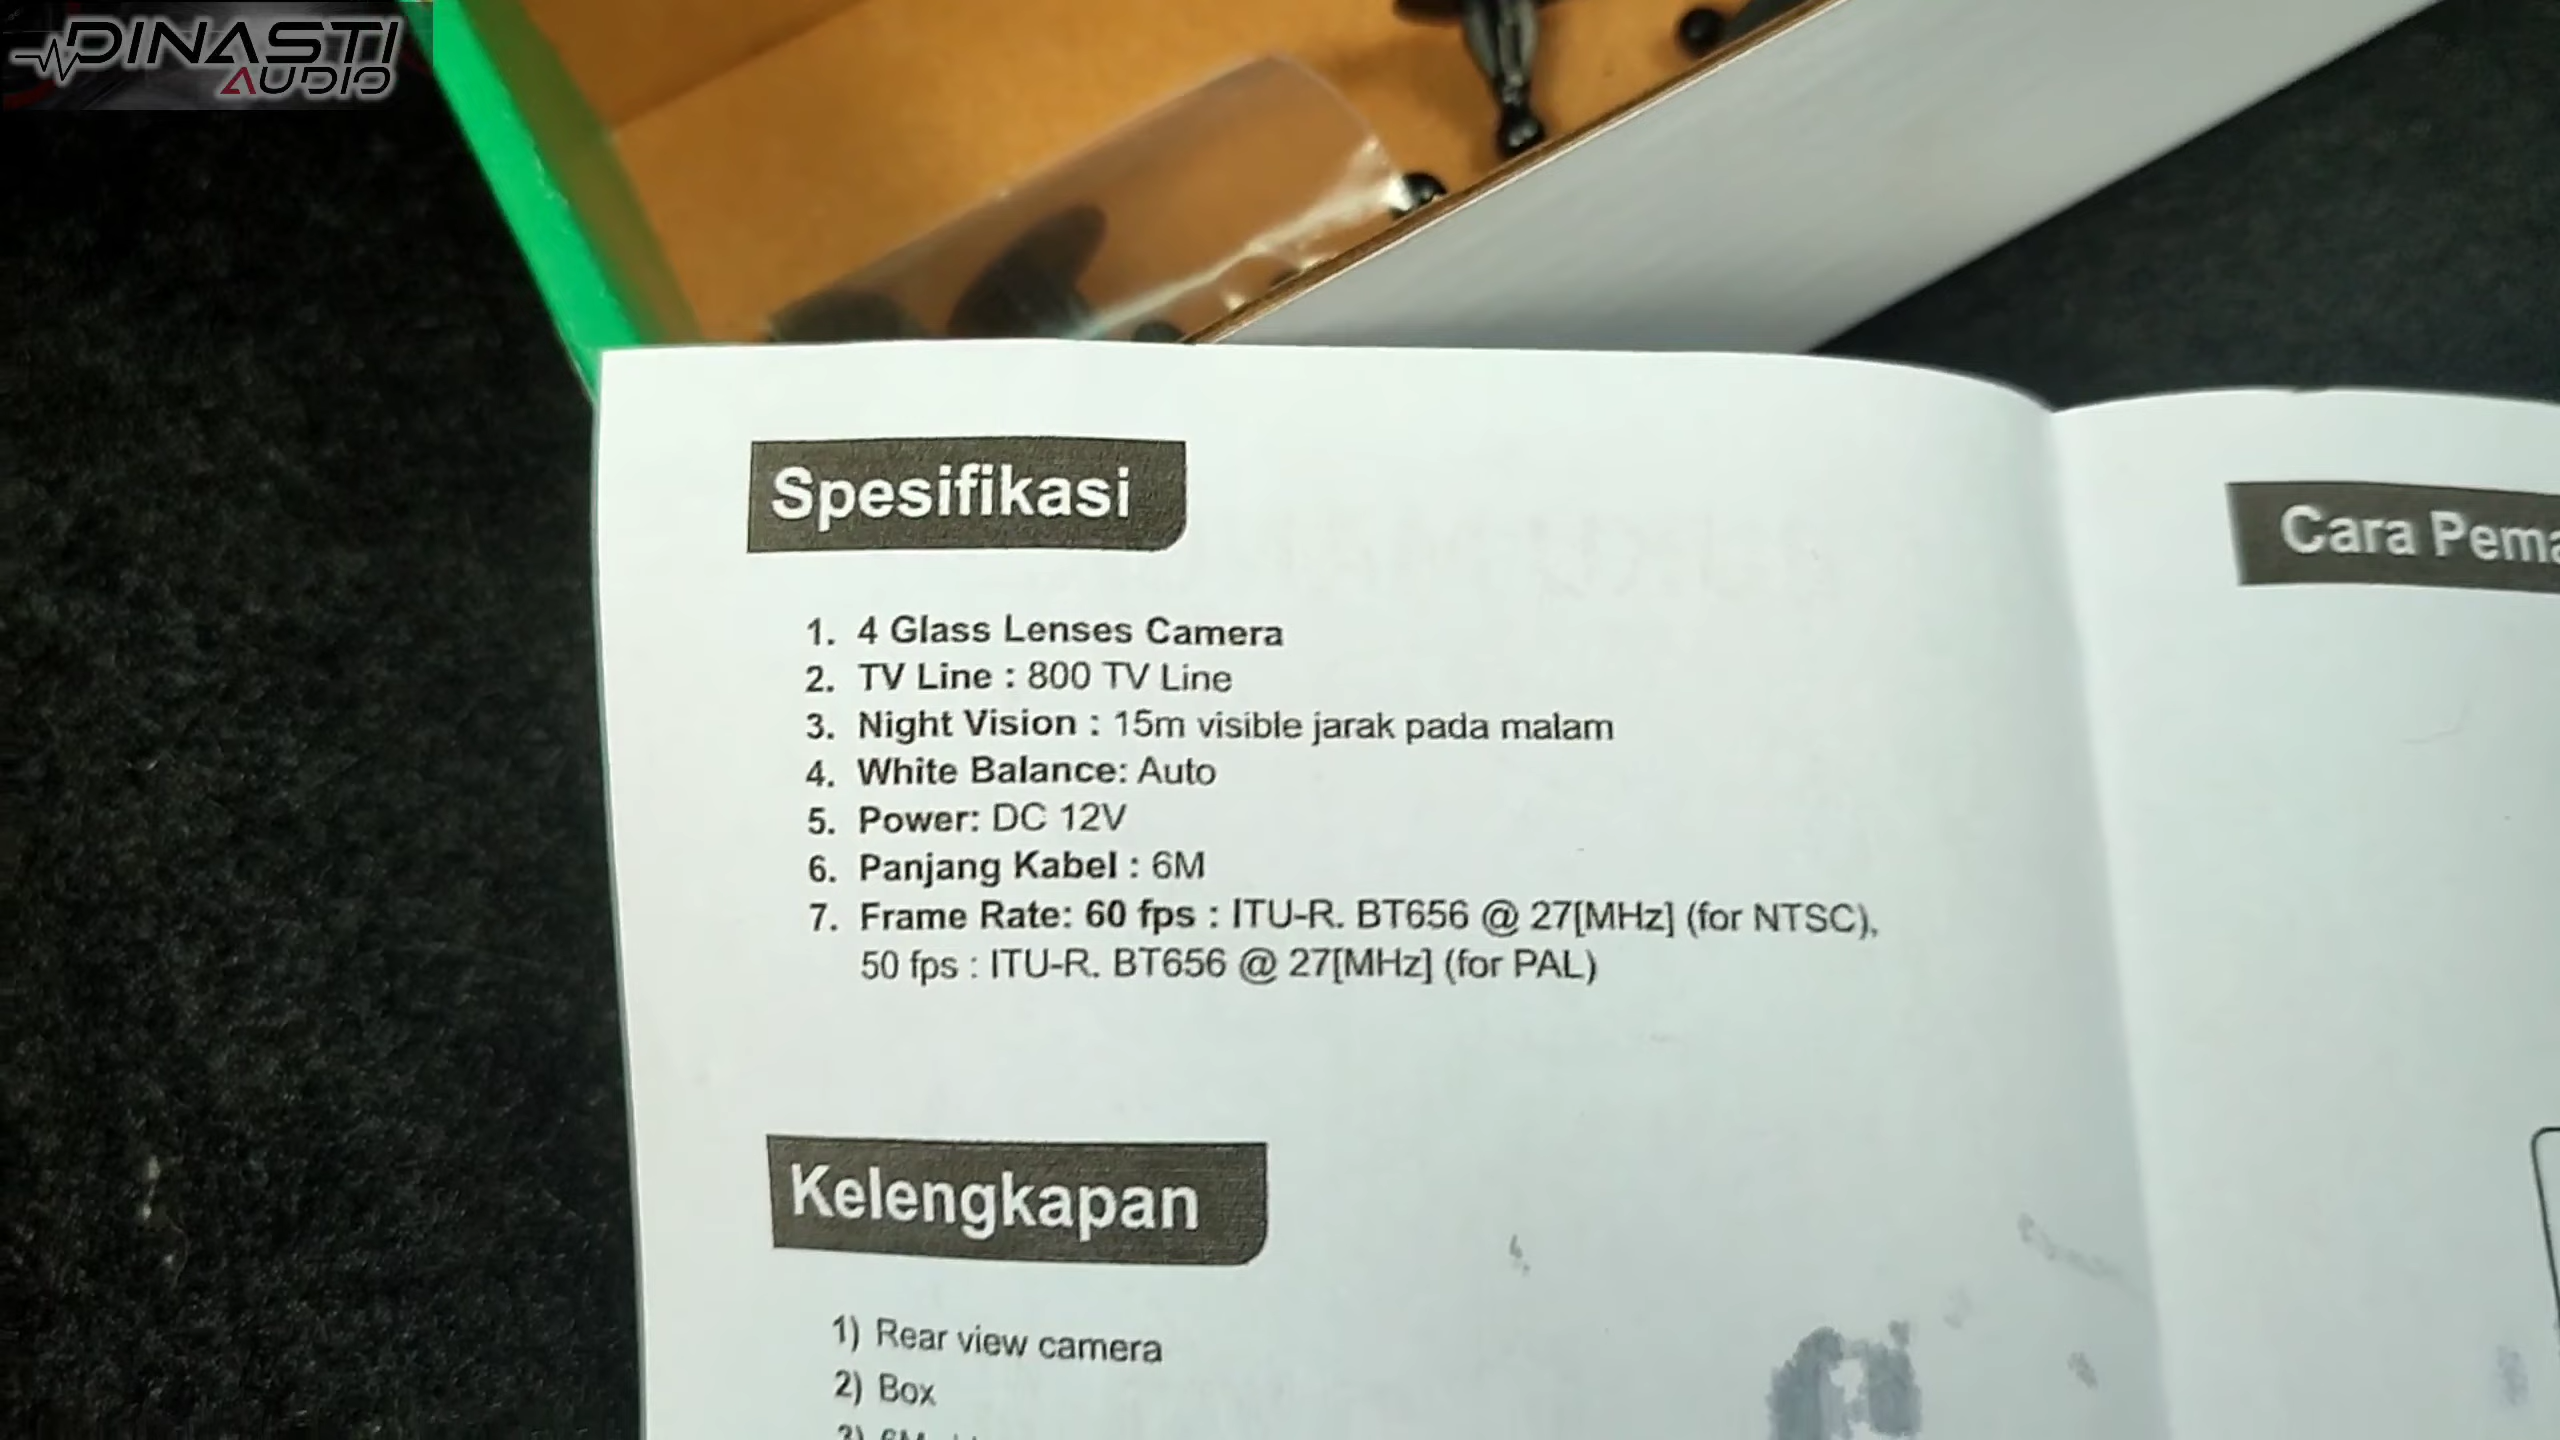 DINASTI
AUDIO
Spesifikasi
1. 4 Glass Lenses Camera
2. TV Line : 800 TV Line
3. Night Vision : 15m visible jarak pada malam
4. White Balance: Auto
5. Power: DC 12V
6. Panjang Kabel : 6M
7. Frame Rate: 60 fps : ITU-R. BT656 @ 27[MHz] (for NTSC),
50 fps : ITU-R. BT656 @ 27[MHz] (for PAL)
Kelengkapan
1) Rear view camera
2) Box
3) 6M
Cara